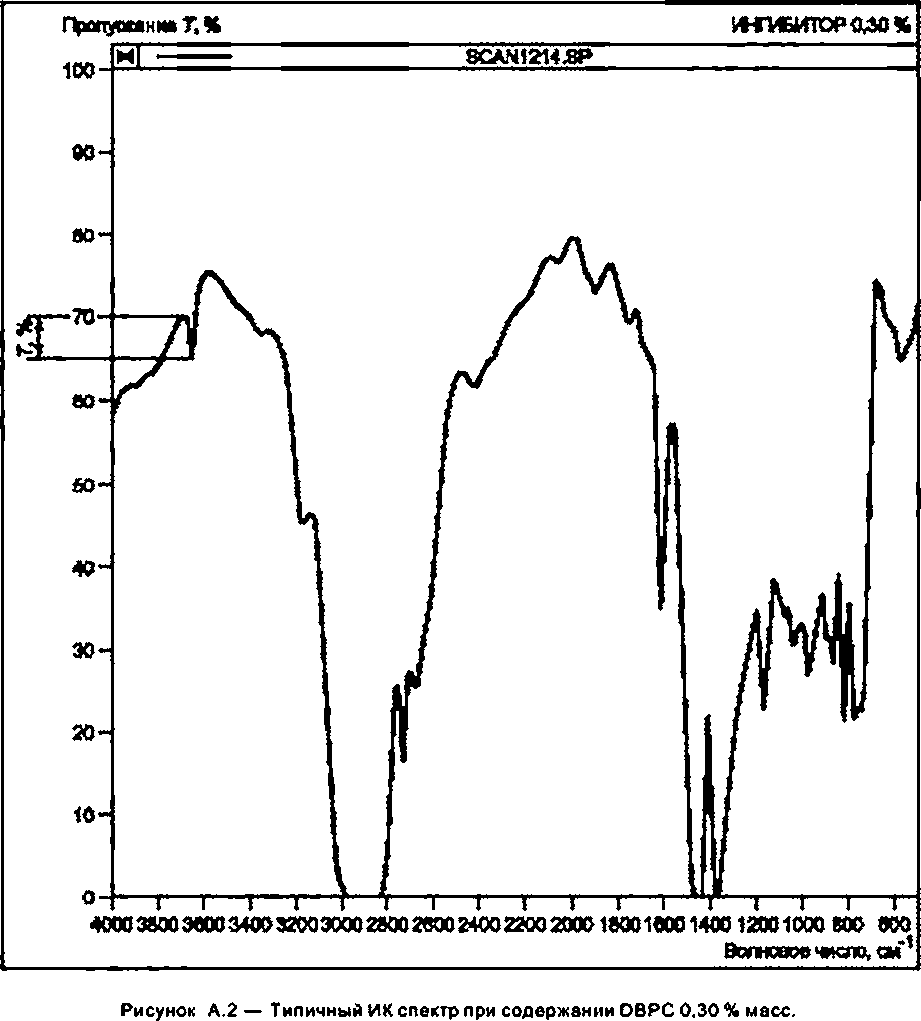 Пропускание T, %
ИНГИБИТОР 0,30 %
SCAN1214.SP
100
90
80
70
T, %
60
50
40
30
20
10
0
4000 3800 3600 3400 3200 3000 2800 2600 2400 2200 2000 1800 1600 1400 1200 1000 800 600
Волновое число, см⁻¹
Рисунок А.2 — Типичный ИК спектр при содержании DBPC 0,30 % масс.